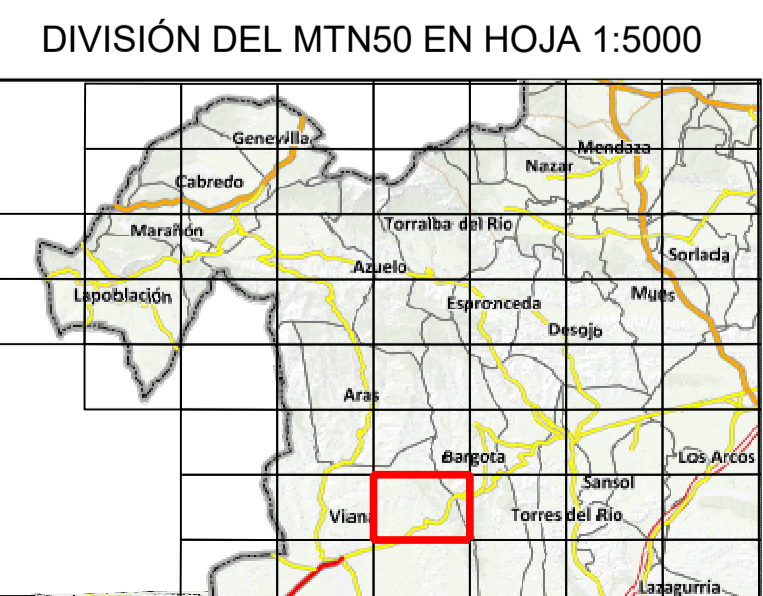 DIVISIÓN DEL MTN50 EN HOJA 1:5000
Genevilla
Mendaza
Nazar
Cabredo
Torralba del Río
Marañón
Sorlada
Azuelo
Lapoblación
Mues
Espronceda
Desojo
Aras
Bargota
Los Arcos
Sansol
Viana
Torres del Río
Lazagurría